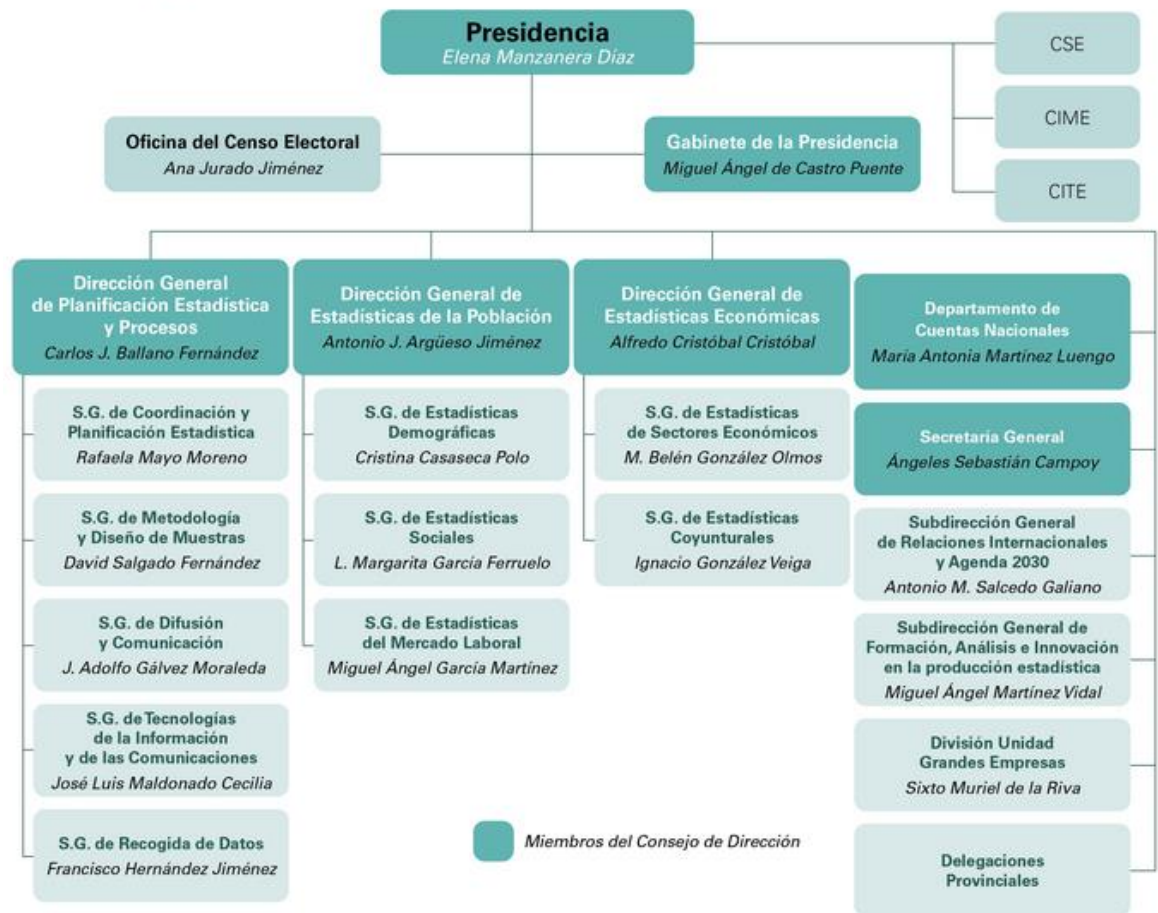 Presidencia
Elena Manzanera Díaz
CSE
CIME
CITE
Oficina del Censo Electoral
Ana Jurado Jiménez
Gabinete de la Presidencia
Miguel Ángel de Castro Puente
Dirección General
de Planificación Estadística
y Procesos
Carlos J. Ballano Fernández
S.G. de Coordinación y
Planificación Estadística
Rafaela Mayo Moreno
S.G. de Metodología
y Diseño de Muestras
David Salgado Fernández
S.G. de Difusión
y Comunicación
J. Adolfo Gálvez Moraleda
S.G. de Tecnologías
de la Información
y de las Comunicaciones
José Luis Maldonado Cecilia
S.G. de Recogida de Datos
Francisco Hernández Jiménez
Dirección General de
Estadísticas de la Población
Antonio J. Argüeso Jiménez
S.G. de Estadísticas
Demográficas
Cristina Casaseca Polo
S.G. de Estadísticas
Sociales
L. Margarita García Ferruelo
S.G. de Estadísticas
del Mercado Laboral
Miguel Ángel García Martínez
Dirección General de
Estadísticas Económicas
Alfredo Cristóbal Cristóbal
S.G. de Estadísticas
de Sectores Económicos
M. Belén González Olmos
S.G. de Estadísticas
Coyunturales
Ignacio González Veiga
Departamento de
Cuentas Nacionales
María Antonia Martínez Luengo
Secretaría General
Ángeles Sebastián Campoy
Subdirección General
de Relaciones Internacionales
y Agenda 2030
Antonio M. Salcedo Galiano
Subdirección General de
Formación, Análisis e Innovación
en la producción estadística
Miguel Ángel Martínez Vidal
División Unidad
Grandes Empresas
Sixto Muriel de la Riva
Delegaciones
Provinciales
Miembros del Consejo de Dirección